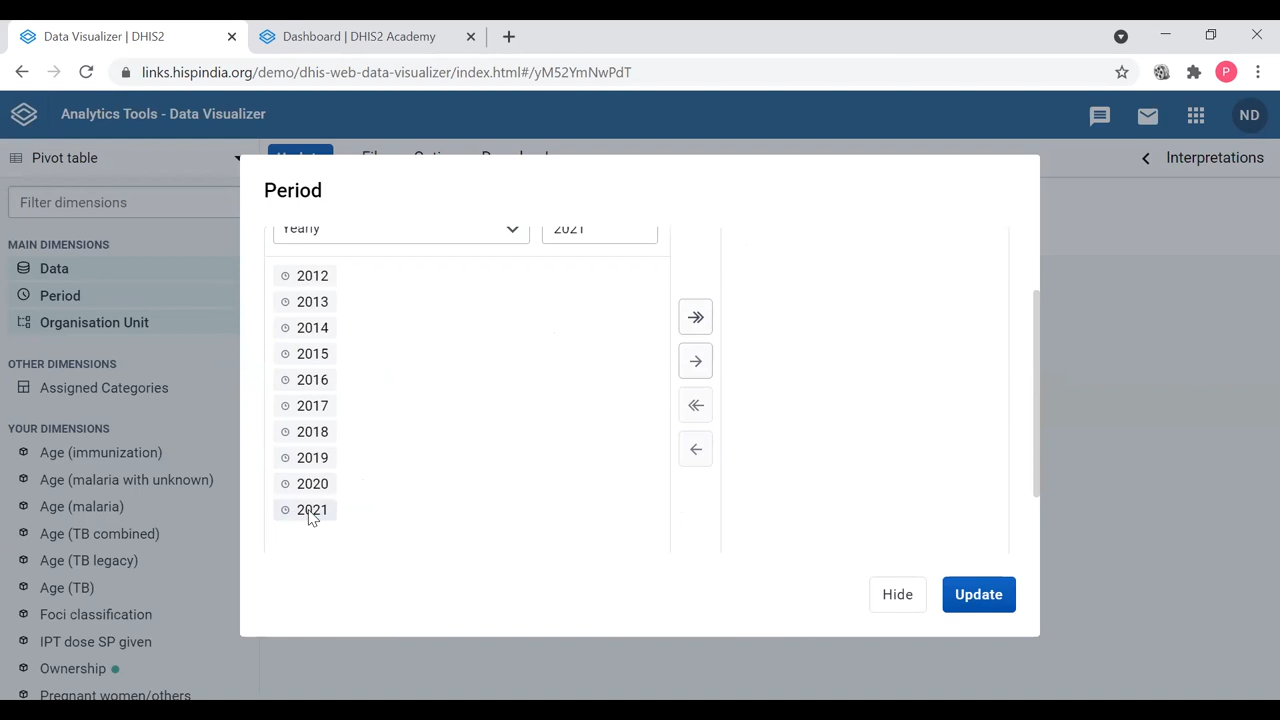 Data Visualizer | DHIS2
Dashboard | DHIS2 Academy
links.hispindia.org/demo/dhis-web-data-visualizer/index.html#/yM52YmNwPdT
P
Analytics Tools - Data Visualizer
ND
Pivot table
Interpretations
Period
Filter dimensions
Yearly
2021
MAIN DIMENSIONS
Data
Period
Organisation Unit
OTHER DIMENSIONS
Assigned Categories
YOUR DIMENSIONS
Age (immunization)
Age (malaria with unknown)
Age (malaria)
Age (TB combined)
Age (TB legacy)
Age (TB)
Foci classification
IPT dose SP given
Ownership
Pregnant women/others
2012
2013
2014
2015
2016
2017
2018
2019
2020
2021
Hide
Update